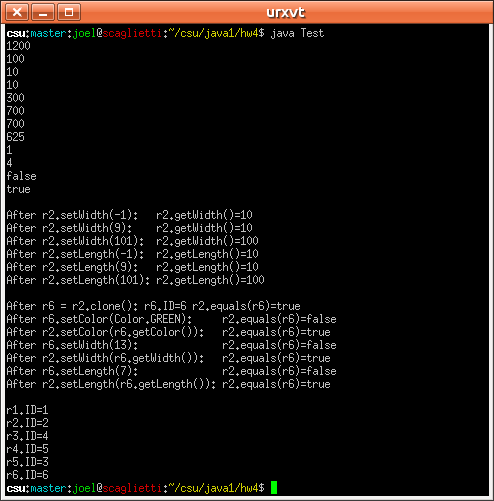 urxvt
csu:master:joel@scaglietti:~/csu/java1/hw4$ java Test
1200
100
10
10
300
700
700
625
1
4
false
true
After r2.setWidth(-1):   r2.getWidth()=10
After r2.setWidth(9):    r2.getWidth()=10
After r2.setWidth(101):  r2.getWidth()=100
After r2.setLength(-1):  r2.getLength()=10
After r2.setLength(9):   r2.getLength()=10
After r2.setLength(101): r2.getLength()=100
After r6 = r2.clone(): r6.ID=6 r2.equals(r6)=true
After r6.setColor(Color.GREEN):     r2.equals(r6)=false
After r2.setColor(r6.getColor()):   r2.equals(r6)=true
After r6.setWidth(13):              r2.equals(r6)=false
After r2.setWidth(r6.getWidth()):   r2.equals(r6)=true
After r6.setLength(7):              r2.equals(r6)=false
After r2.setLength(r6.getLength()): r2.equals(r6)=true
r1.ID=1
r2.ID=2
r3.ID=4
r4.ID=5
r5.ID=3
r6.ID=6
csu:master:joel@scaglietti:~/csu/java1/hw4$